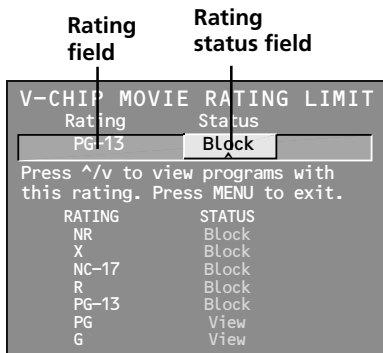 Rating
field
Rating
status field
V-CHIP MOVIE RATING LIMIT
Rating Status
PG-13 Block
Press ^/v to view programs with
this rating. Press MENU to exit.
RATING STATUS
NR Block
X Block
NC-17 Block
R Block
PG-13 Block
PG View
G View